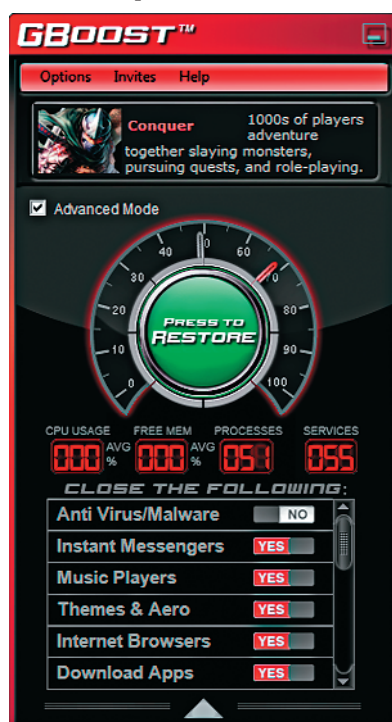 GBOOST™
Options Invites Help
Conquer 1000s of players
adventure
together slaying monsters,
pursuing quests, and role-playing.
Advanced Mode
0 10 20 30 40 50 60 70 80 90 100
PRESS TO
RESTORE
CPU USAGE FREE MEM PROCESSES SERVICES
000 AVG % 000 AVG % 051 055
CLOSE THE FOLLOWING:
Anti Virus/Malware NO
Instant Messengers YES
Music Players YES
Themes & Aero YES
Internet Browsers YES
Download Apps YES